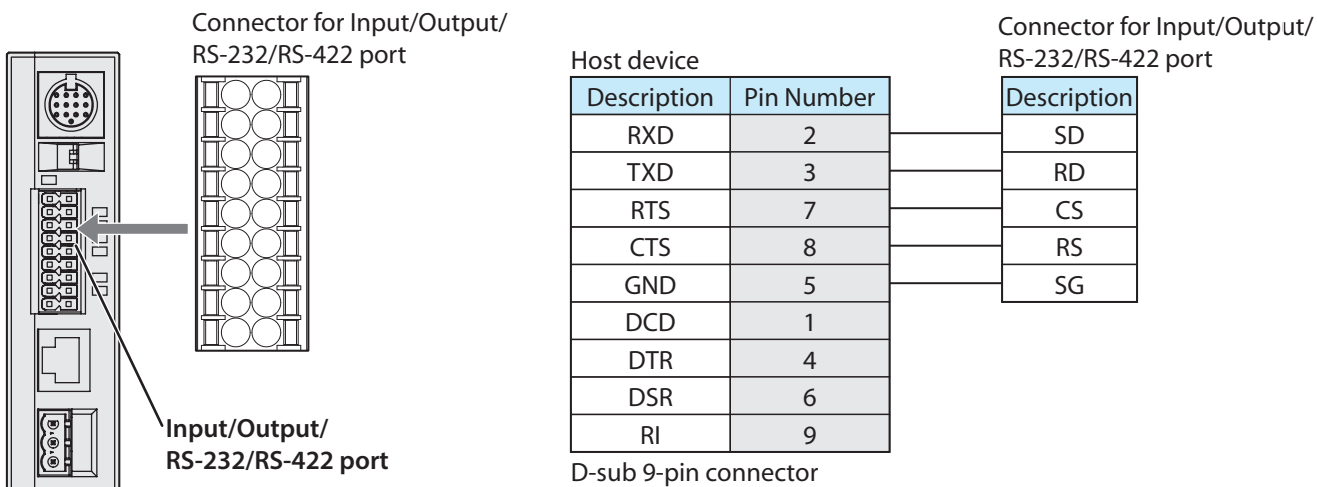 Connector for Input/Output/
RS-232/RS-422 port
Input/Output/
RS-232/RS-422 port
Host device
Description Pin Number
RXD 2
TXD 3
RTS 7
CTS 8
GND 5
DCD 1
DTR 4
DSR 6
RI 9
D-sub 9-pin connector
Connector for Input/Output/
RS-232/RS-422 port
Description
SD
RD
CS
RS
SG